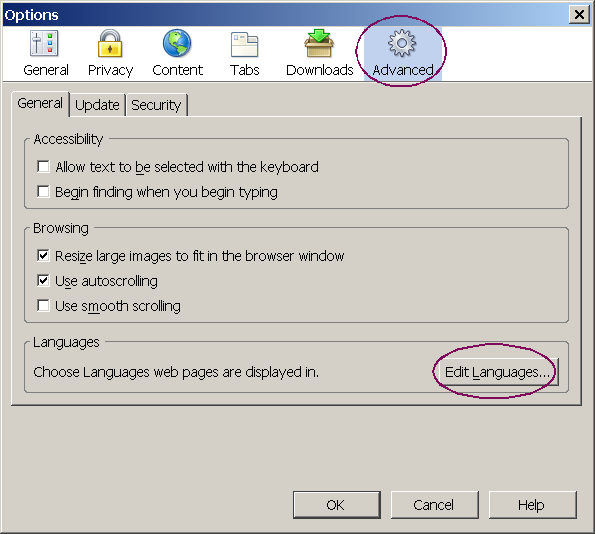 Options
General Privacy Content Tabs Downloads Advanced
General Update Security
Accessibility
Allow text to be selected with the keyboard
Begin finding when you begin typing
Browsing
Resize large images to fit in the browser window
Use autoscrolling
Use smooth scrolling
Languages
Choose Languages web pages are displayed in. Edit Languages...
OK Cancel Help